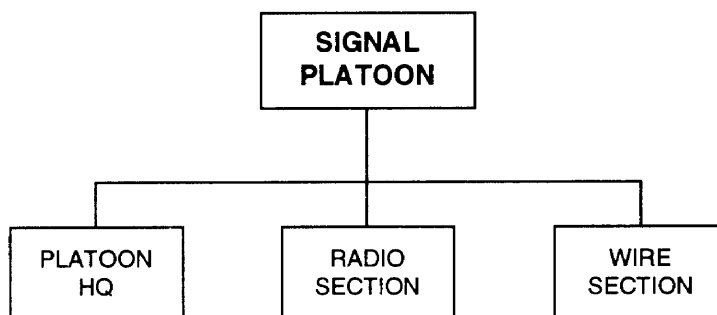 SIGNAL
PLATOON
PLATOON
HQ
RADIO
SECTION
WIRE
SECTION